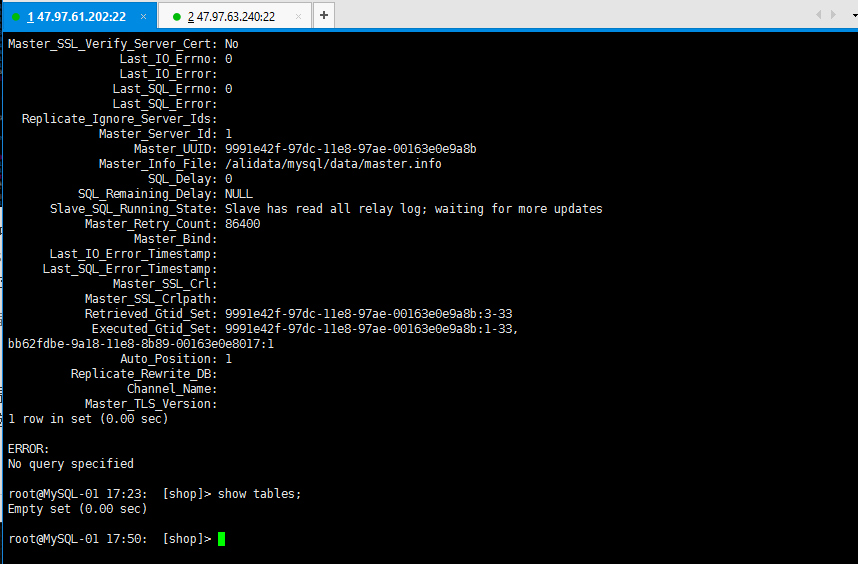 1 47.97.61.202:22 × 2 47.97.63.240:22 × +
Master_SSL_Verify_Server_Cert: No
Last_IO_Errno: 0
Last_IO_Error:
Last_SQL_Errno: 0
Last_SQL_Error:
Replicate_Ignore_Server_Ids:
Master_Server_Id: 1
Master_UUID: 9991e42f-97dc-11e8-97ae-00163e0e9a8b
Master_Info_File: /alidata/mysql/data/master.info
SQL_Delay: 0
SQL_Remaining_Delay: NULL
Slave_SQL_Running_State: Slave has read all relay log; waiting for more updates
Master_Retry_Count: 86400
Master_Bind:
Last_IO_Error_Timestamp:
Last_SQL_Error_Timestamp:
Master_SSL_Crl:
Master_SSL_Crlpath:
Retrieved_Gtid_Set: 9991e42f-97dc-11e8-97ae-00163e0e9a8b:3-33
Executed_Gtid_Set: 9991e42f-97dc-11e8-97ae-00163e0e9a8b:1-33,
bb62fdbe-9a18-11e8-8b89-00163e0e8017:1
Auto_Position: 1
Replicate_Rewrite_DB:
Channel_Name:
Master_TLS_Version:
1 row in set (0.00 sec)
ERROR:
No query specified
root@MySQL-01 17:23:  [shop]> show tables;
Empty set (0.00 sec)
root@MySQL-01 17:50:  [shop]>